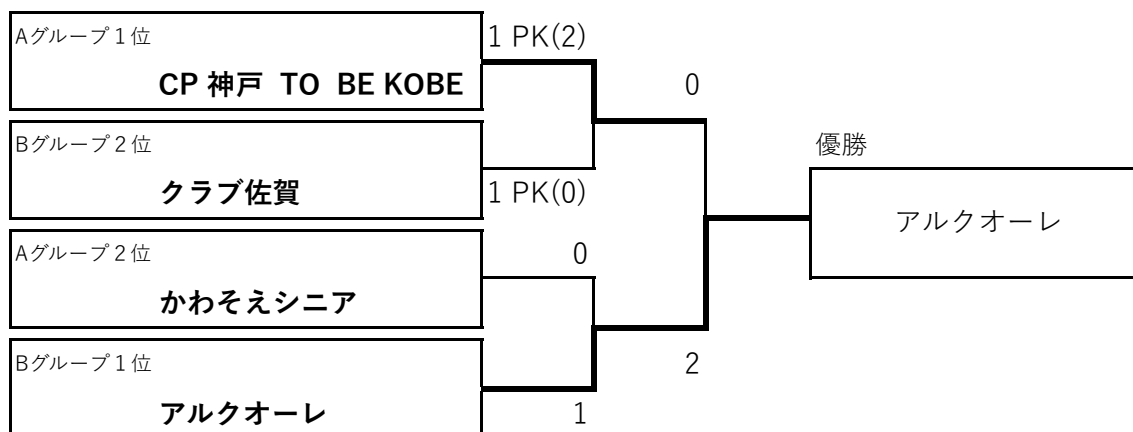 Aグループ１位
1 PK(2)
CP 神戸 TO BE KOBE
0
Bグループ２位
優勝
クラブ佐賀
1 PK(0)
アルクオーレ
Aグループ２位
0
かわそえシニア
Bグループ１位
2
アルクオーレ
1